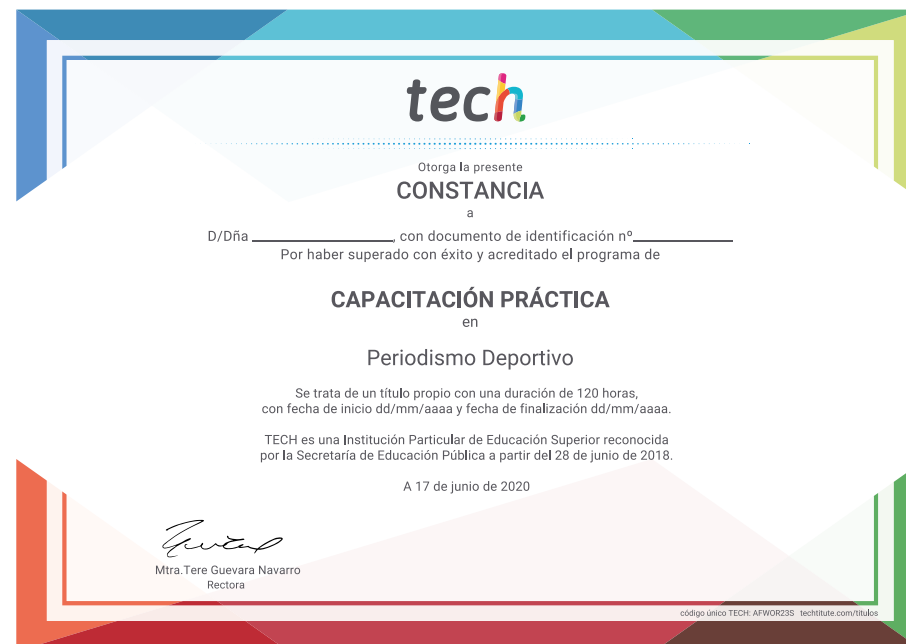 tech
Otorga la presente
CONSTANCIA
a
D/Dña ____________________, con documento de identificación nº______________
Por haber superado con éxito y acreditado el programa de
CAPACITACIÓN PRÁCTICA
en
Periodismo Deportivo
Se trata de un título propio con una duración de 120 horas,
con fecha de inicio dd/mm/aaaa y fecha de finalización dd/mm/aaaa.
TECH es una Institución Particular de Educación Superior reconocida
por la Secretaría de Educación Pública a partir del 28 de junio de 2018.
A 17 de junio de 2020
Mtra.Tere Guevara Navarro
Rectora
código único TECH: AFWOR23S techtitute.com/titulos